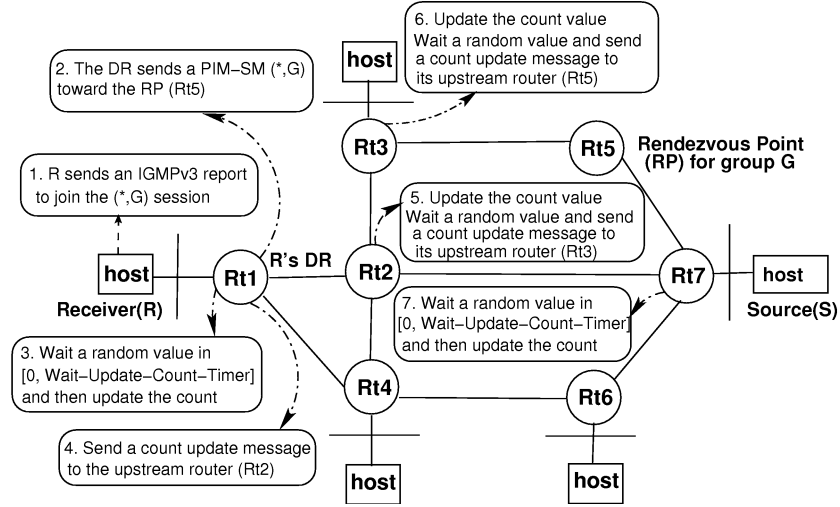 6. Update the count value
Wait a random value and send
a count update message to
its upstream router (Rt5)
host
2. The DR sends a PIM−SM (*,G)
toward the RP (Rt5)
Rt3
Rt5
Rendezvous Point
(RP) for group G
1. R sends an IGMPv3 report
to join the (*,G) session
5. Update the count value
Wait a random value and send
a count update message to
its upstream router (Rt3)
host
Receiver(R)
Rt1
R's DR
Rt2
Rt7
host
Source(S)
7. Wait a random value in
[0, Wait−Update−Count−Timer]
and then update the count
3. Wait a random value in
[0, Wait−Update−Count−Timer]
and then update the count
Rt4
Rt6
4. Send a count update message
to the upstream router (Rt2)
host
host